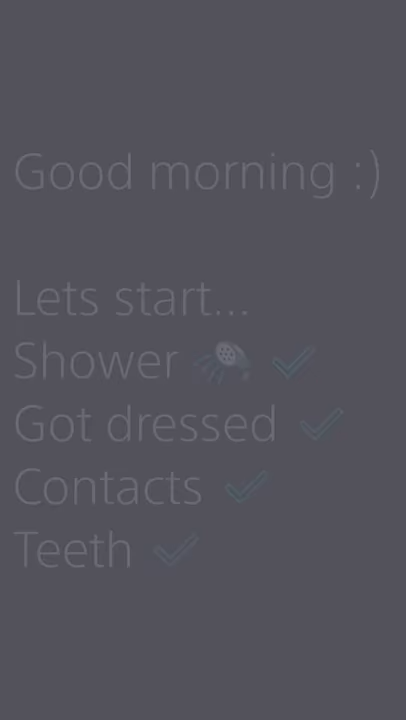 Good morning :)
Lets start...
Shower 🚿 ✔
Got dressed ✔
Contacts ✔
Teeth ✔